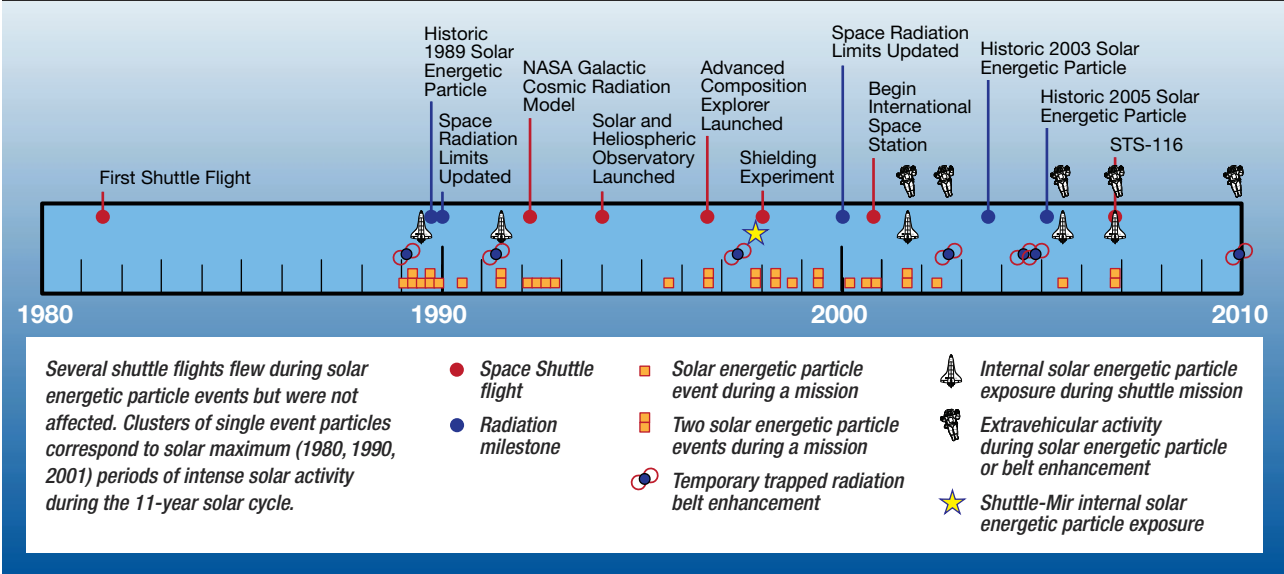 Historic
1989 Solar
Energetic
Particle
Space
Radiation
Limits
Updated
NASA Galactic
Cosmic Radiation
Model
Solar and
Heliospheric
Observatory
Launched
Advanced
Composition
Explorer
Launched
Shielding
Experiment
Space Radiation
Limits Updated
Begin
International
Space
Station
Historic 2003 Solar
Energetic Particle
Historic 2005 Solar
Energetic Particle
STS-116
First Shuttle Flight
1980
1990
2000
2010
Several shuttle flights flew during solar
energetic particle events but were not
affected. Clusters of single event particles
correspond to solar maximum (1980, 1990,
2001) periods of intense solar activity
during the 11-year solar cycle.
Space Shuttle
flight
Radiation
milestone
Solar energetic particle
event during a mission
Two solar energetic particle
events during a mission
Temporary trapped radiation
belt enhancement
Internal solar energetic particle
exposure during shuttle mission
Extravehicular activity
during solar energetic particle
or belt enhancement
Shuttle-Mir internal solar
energetic particle exposure